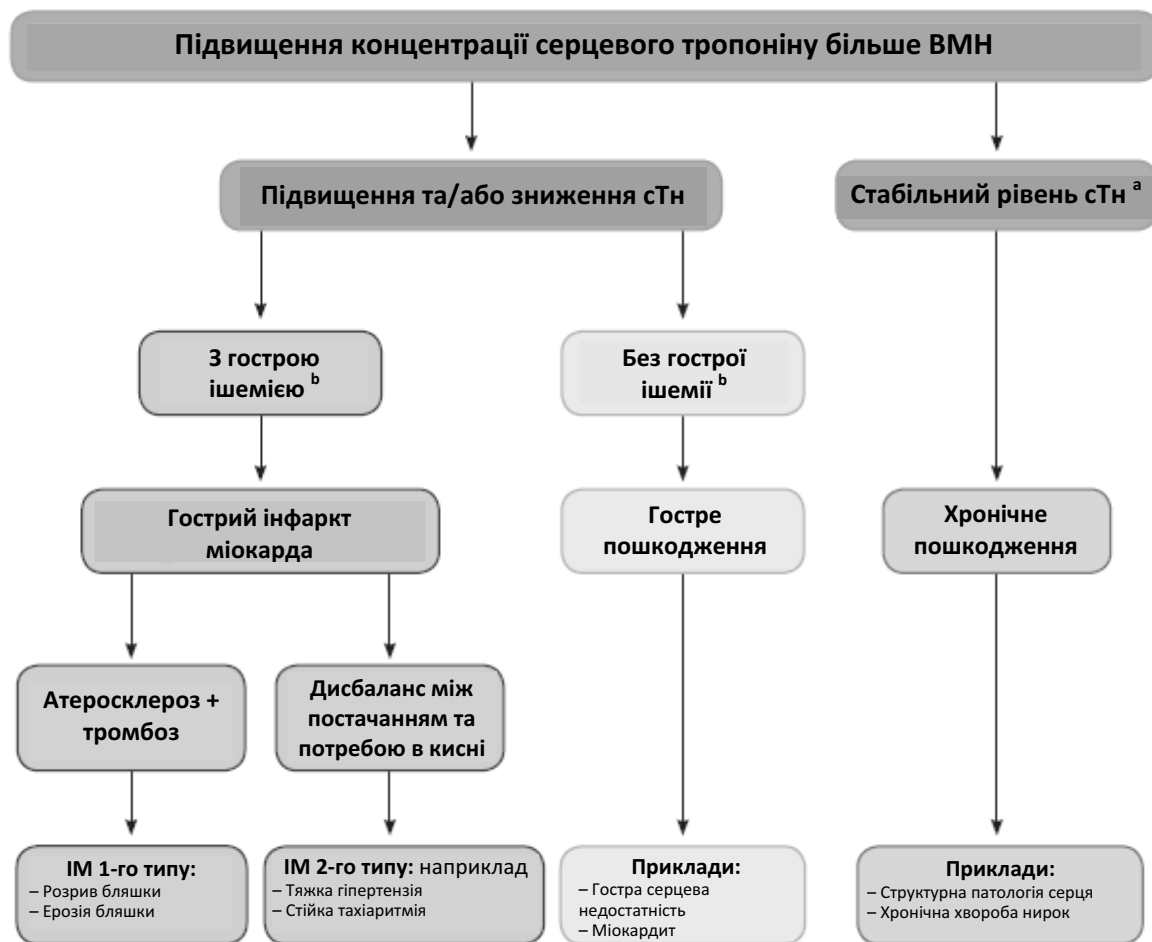 Підвищення концентрації серцевого тропоніну більше ВМН
Підвищення та/або зниження сТн
Стабільний рівень сТн ᵃ
З гострою
ішемією ᵇ
Без гострої
ішемії ᵇ
Гострий інфаркт
міокарда
Гостре
пошкодження
Хронічне
пошкодження
Атеросклероз +
тромбоз
Дисбаланс між
постачанням та
потребою в кисні
ІМ 1-го типу:
– Розрив бляшки
– Ерозія бляшки
ІМ 2-го типу: наприклад
– Тяжка гіпертензія
– Стійка тахіаритмія
Приклади:
– Гостра серцева
недостатність
– Міокардит
Приклади:
– Структурна патологія серця
– Хронічна хвороба нирок